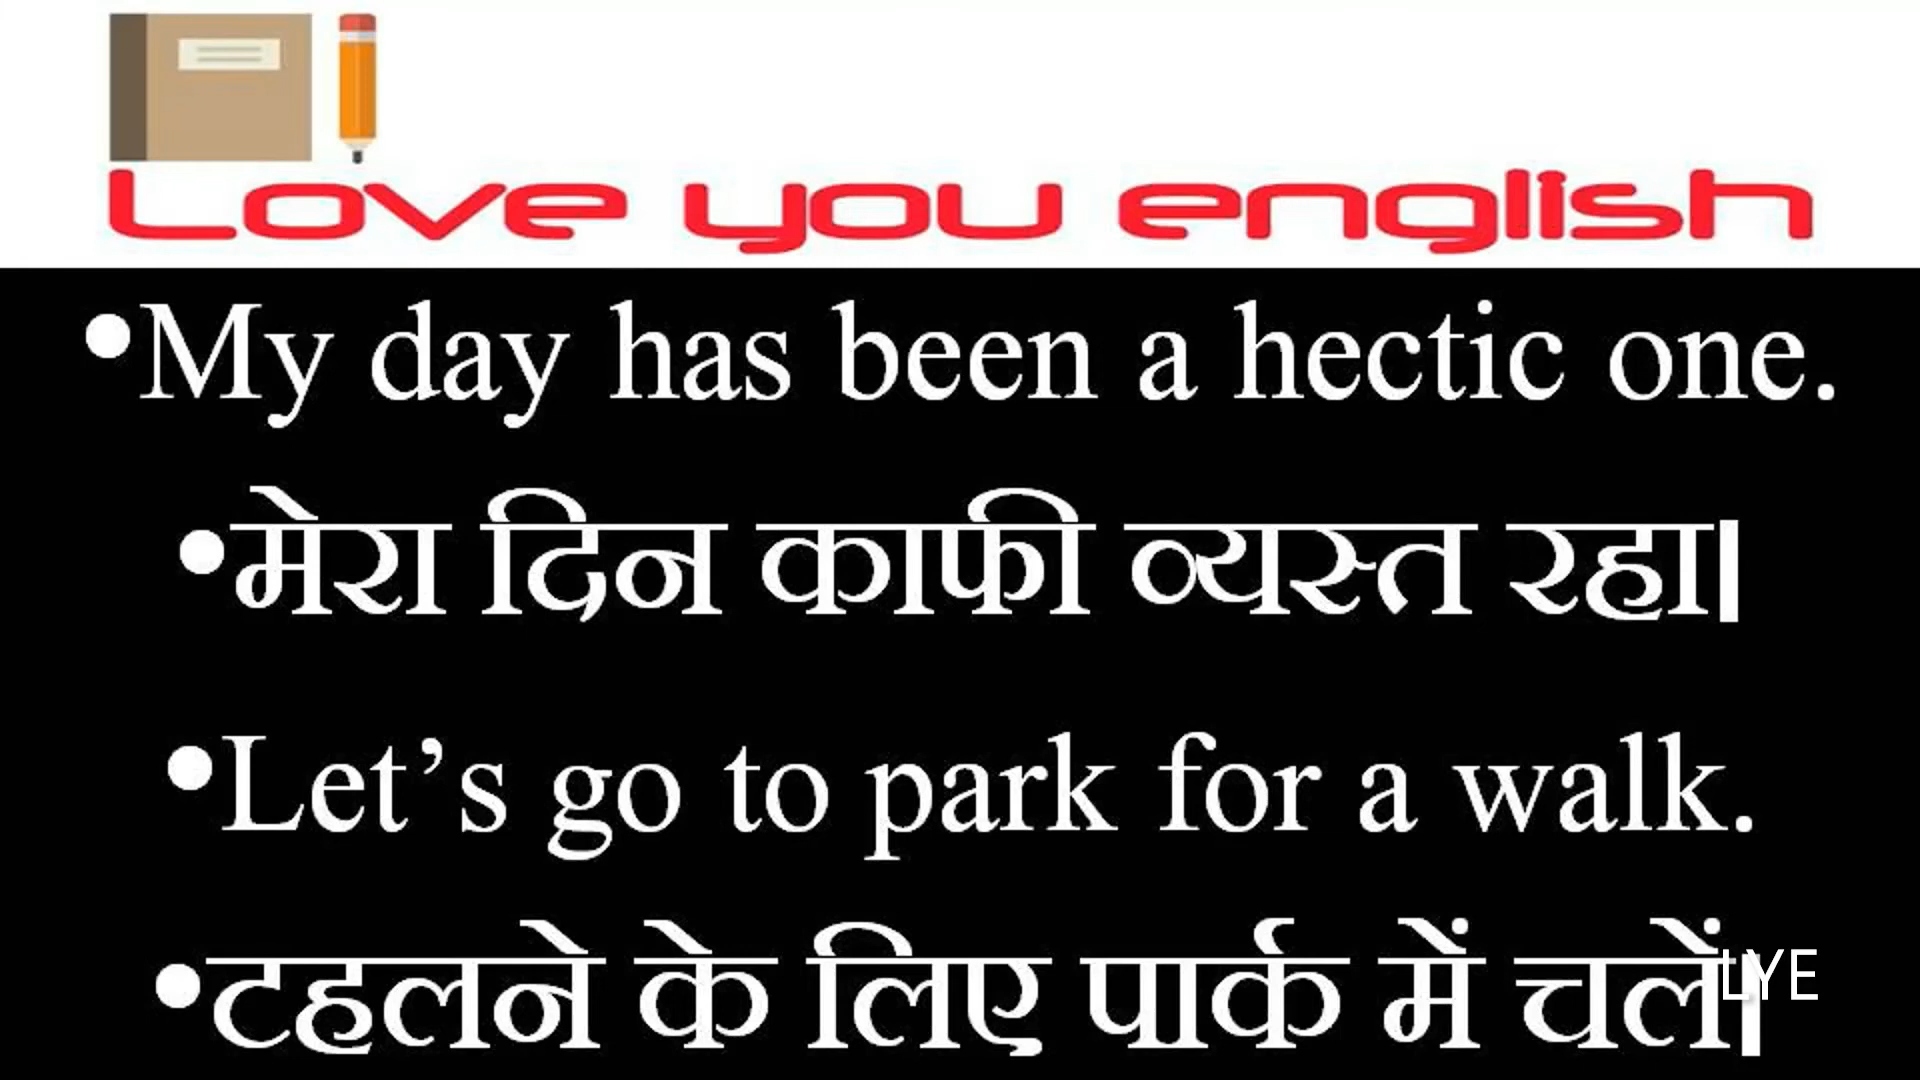 Love you english
•My day has been a hectic one.
•मेरा दिन काफी व्यस्त रहा।
•Let’s go to park for a walk.
•टहलने के लिए पार्क में चलें।
LYE